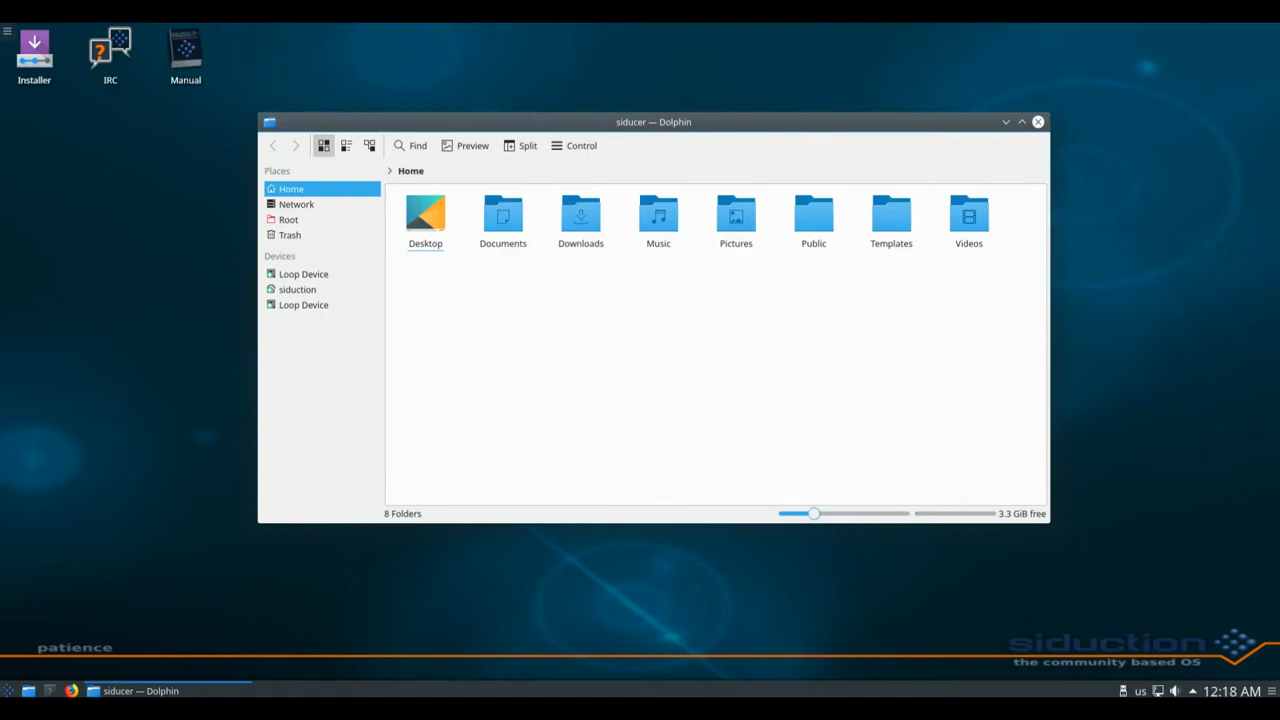 Installer
IRC
Manual
siducer — Dolphin
Find
Preview
Split
Control
Places
Home
Home
Network
Root
Trash
Devices
Loop Device
siduction
Loop Device
Desktop
Documents
Downloads
Music
Pictures
Public
Templates
Videos
8 Folders
3.3 GiB free
patience
siduction
the community based OS
siducer — Dolphin
us
12:18 AM